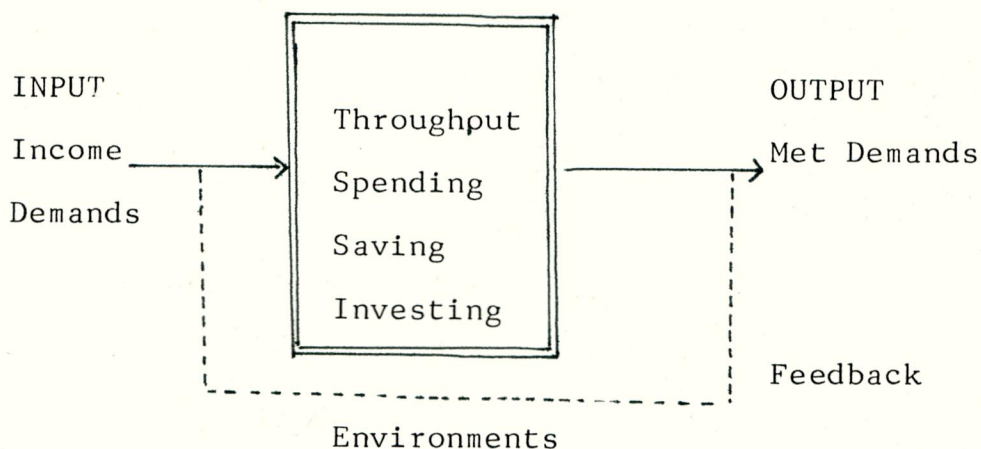 INPUT
Income
Demands
Throughput
Spending
Saving
Investing
OUTPUT
Met Demands
Feedback
Environments